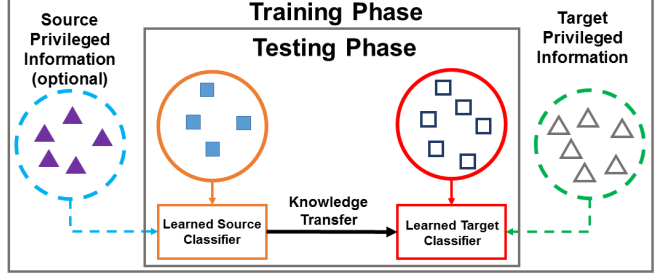 Training Phase
Source
Privileged
Information
(optional)
Testing Phase
Target
Privileged
Information
Knowledge
Transfer
Learned Source
Classifier
Learned Target
Classifier